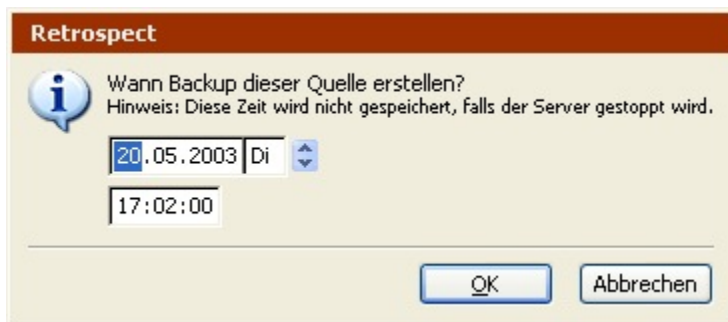 Retrospect
Wann Backup dieser Quelle erstellen?
Hinweis: Diese Zeit wird nicht gespeichert, falls der Server gestoppt wird.
20.05.2003 Di
17:02:00
OK Abbrechen